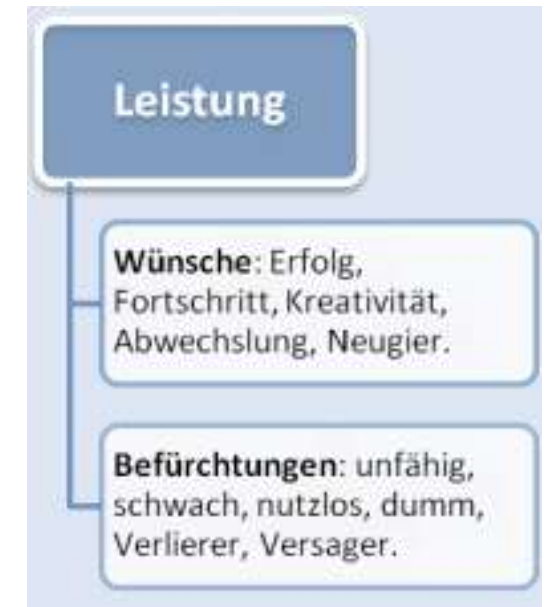 Leistung
Wünsche: Erfolg,
Fortschritt, Kreativität,
Abwechslung, Neugier.
Befürchtungen: unfähig,
schwach, nutzlos, dumm,
Verlierer, Versager.